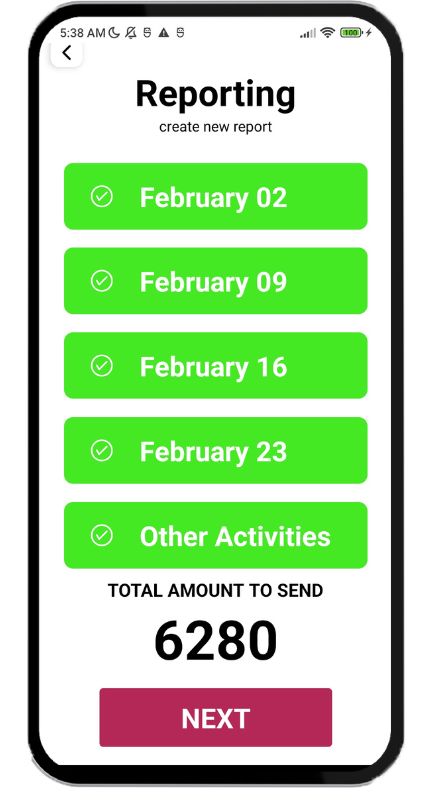 5:38 AM
100
Reporting
create new report
February 02
February 09
February 16
February 23
Other Activities
TOTAL AMOUNT TO SEND
6280
NEXT